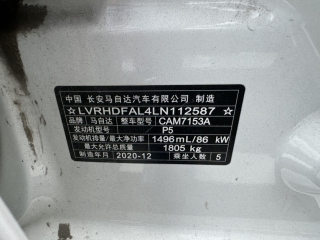 中国 长安马自达汽车有限公司 制造
☆LVRHDFAL4LN112587☆
品牌 马自达 整车型号 CAM7153A
发动机型号 P5
发动机排量/最大净功率 1496mL/86 kW
最大允许总质量 1805 kg
制造年月 2020-12 乘坐人数 5